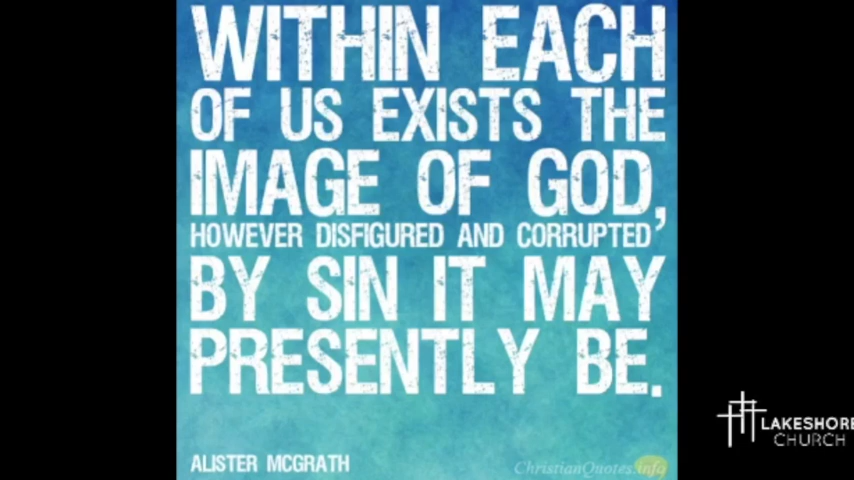 WITHIN EACH
OF US EXISTS THE
IMAGE OF GOD,
HOWEVER DISFIGURED AND CORRUPTED
BY SIN IT MAY
PRESENTLY BE.
ALISTER MCGRATH
ChristianQuotes.info
LAKESHORE
CHURCH